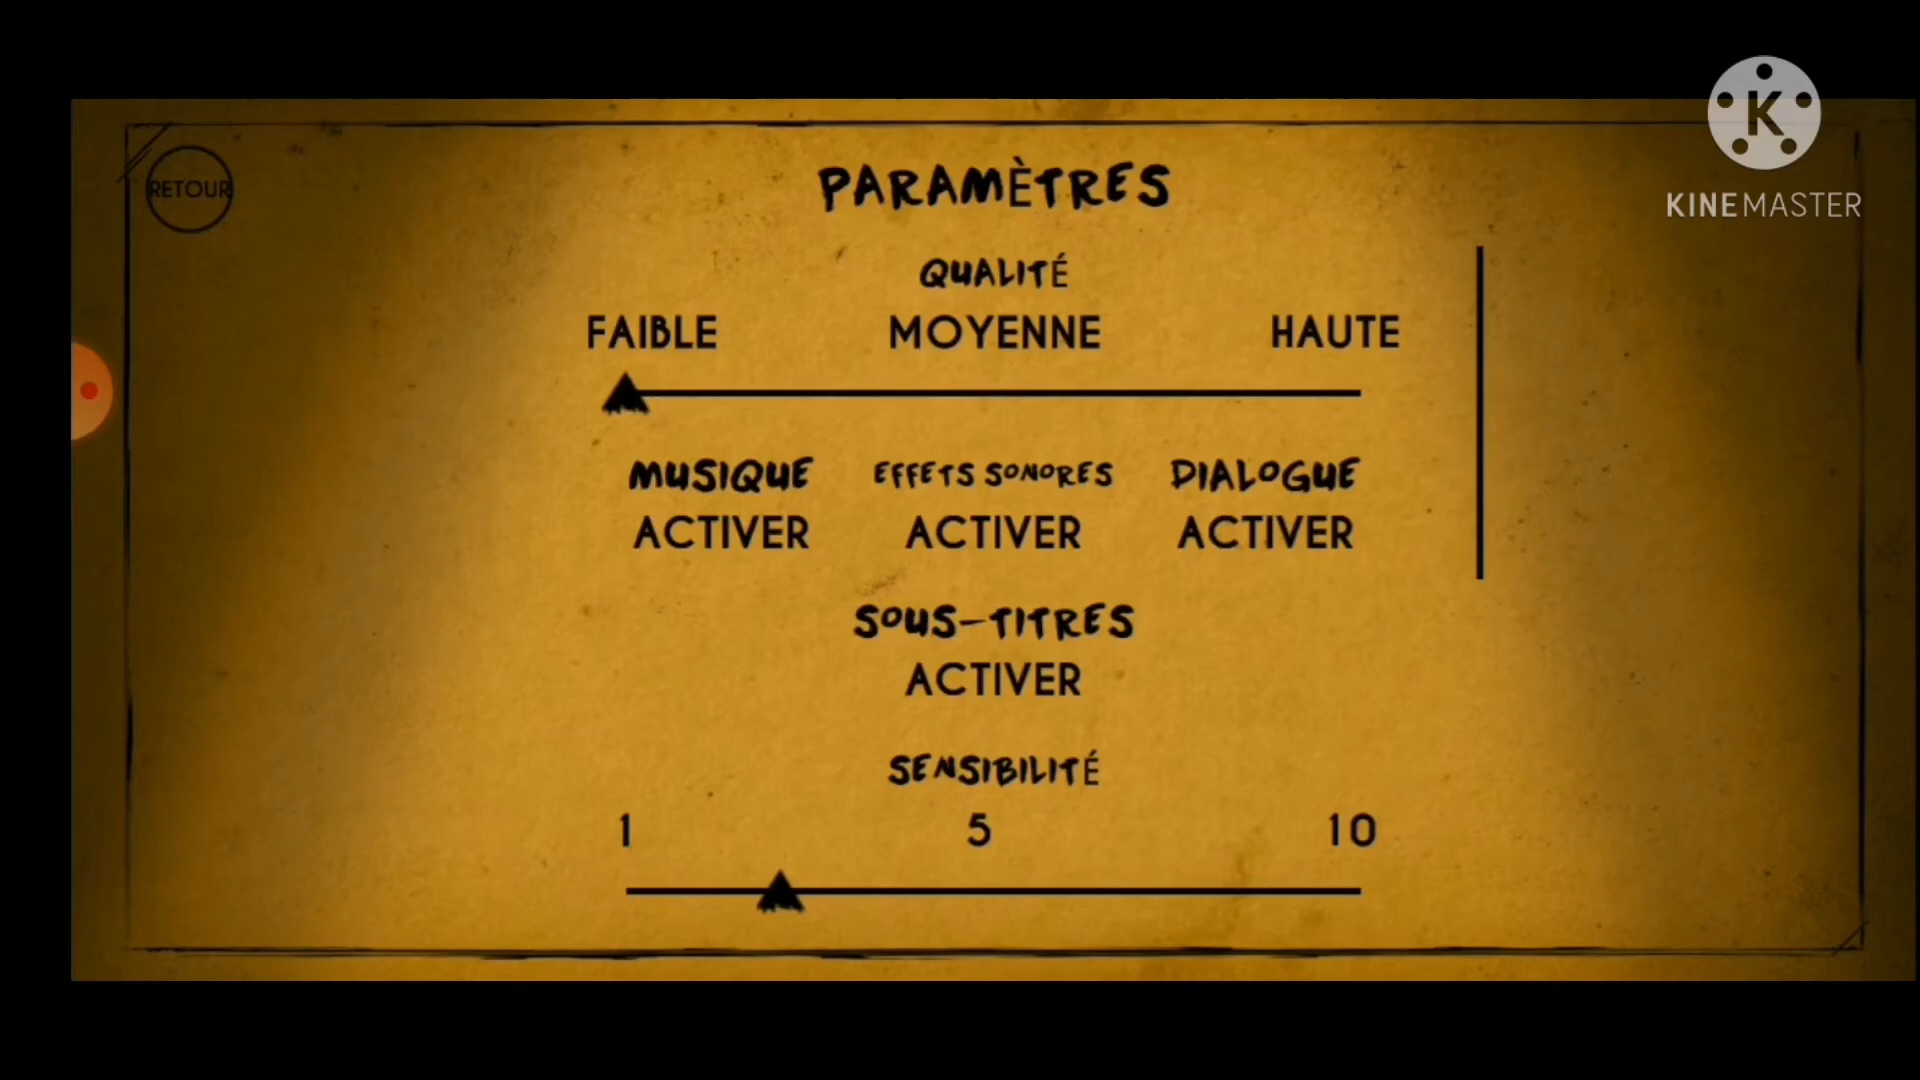 K
KINEMASTER
RETOUR
PARAMÈTRES
QUALITÉ
FAIBLE MOYENNE HAUTE
MUSIQUE EFFETS SONORES DIALOGUE
ACTIVER ACTIVER ACTIVER
SOUS-TITRES
ACTIVER
SENSIBILITÉ
1 5 10